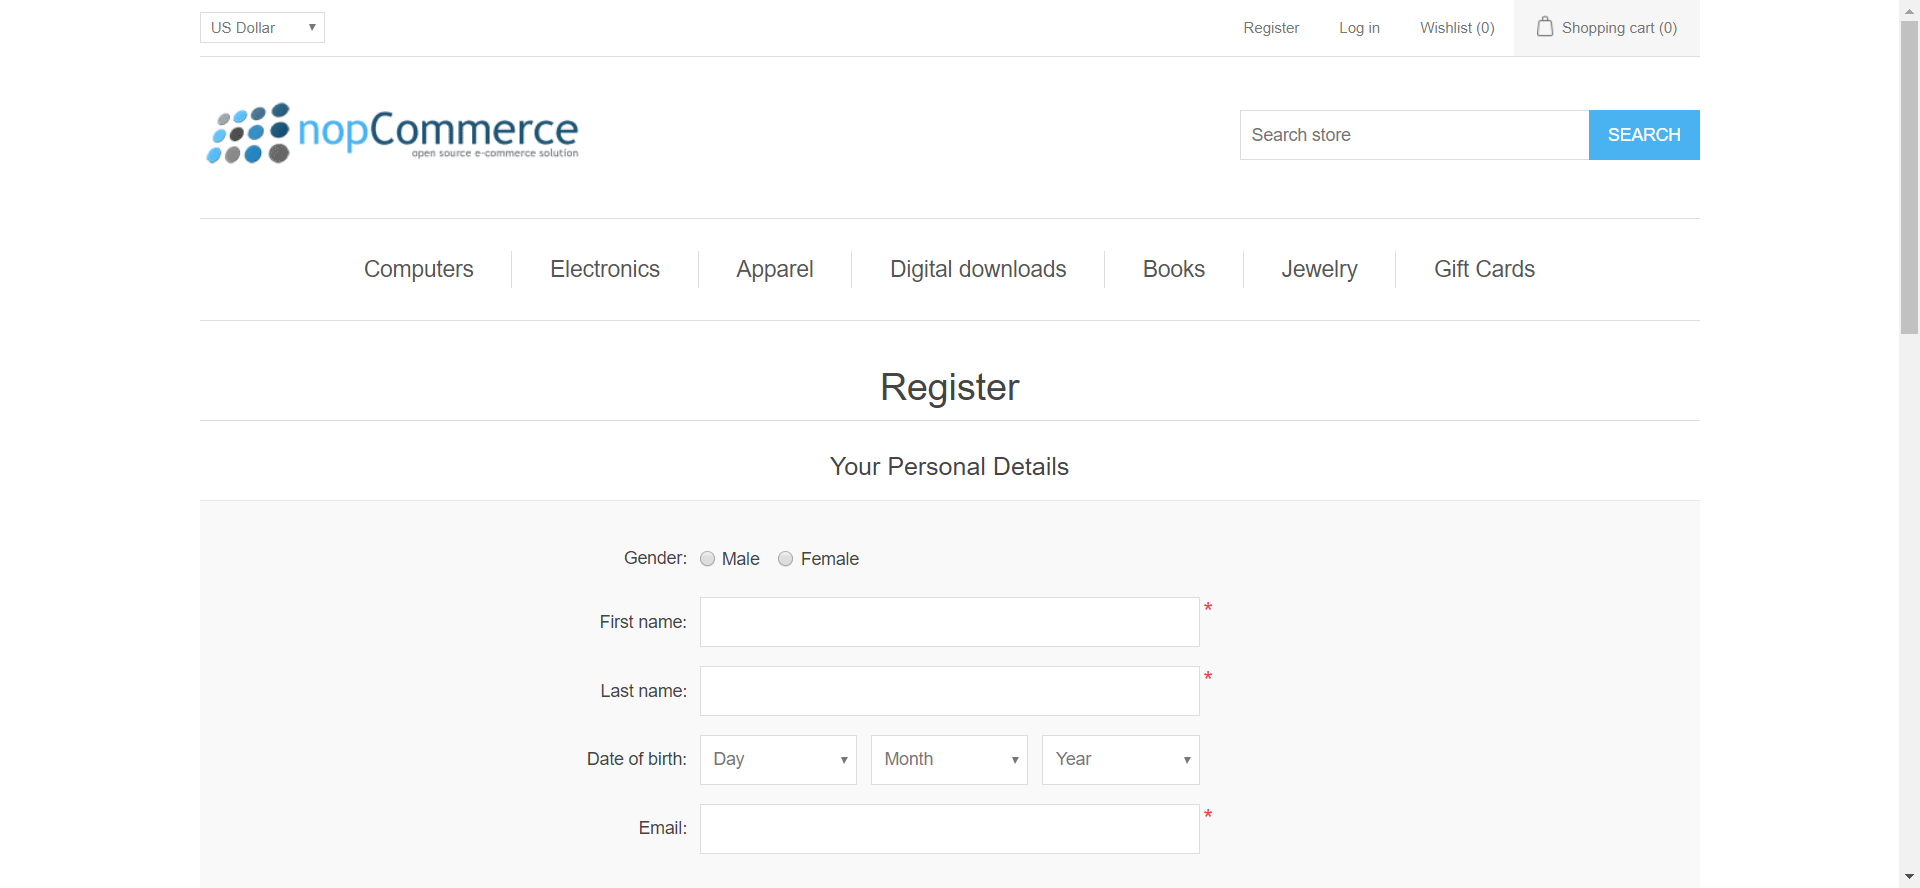 US Dollar
Register
Log in
Wishlist (0)
Shopping cart (0)
nopCommerce
open source e-commerce solution
Search store
SEARCH
Computers
Electronics
Apparel
Digital downloads
Books
Jewelry
Gift Cards
Register
Your Personal Details
Gender: Male Female
First name: *
Last name: *
Date of birth: Day Month Year
Email: *